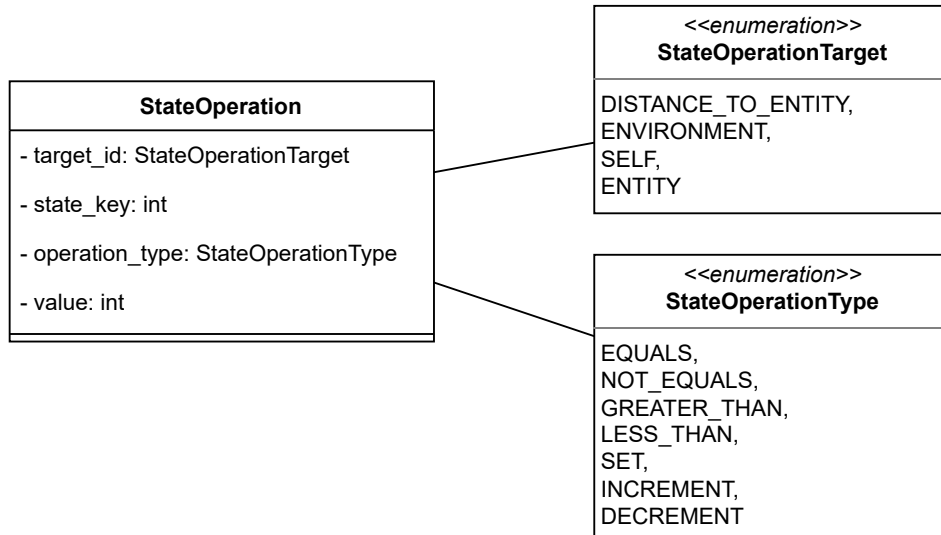 StateOperation
- target_id: StateOperationTarget
- state_key: int
- operation_type: StateOperationType
- value: int
<<enumeration>>
StateOperationTarget
DISTANCE_TO_ENTITY,
ENVIRONMENT,
SELF,
ENTITY
<<enumeration>>
StateOperationType
EQUALS,
NOT_EQUALS,
GREATER_THAN,
LESS_THAN,
SET,
INCREMENT,
DECREMENT